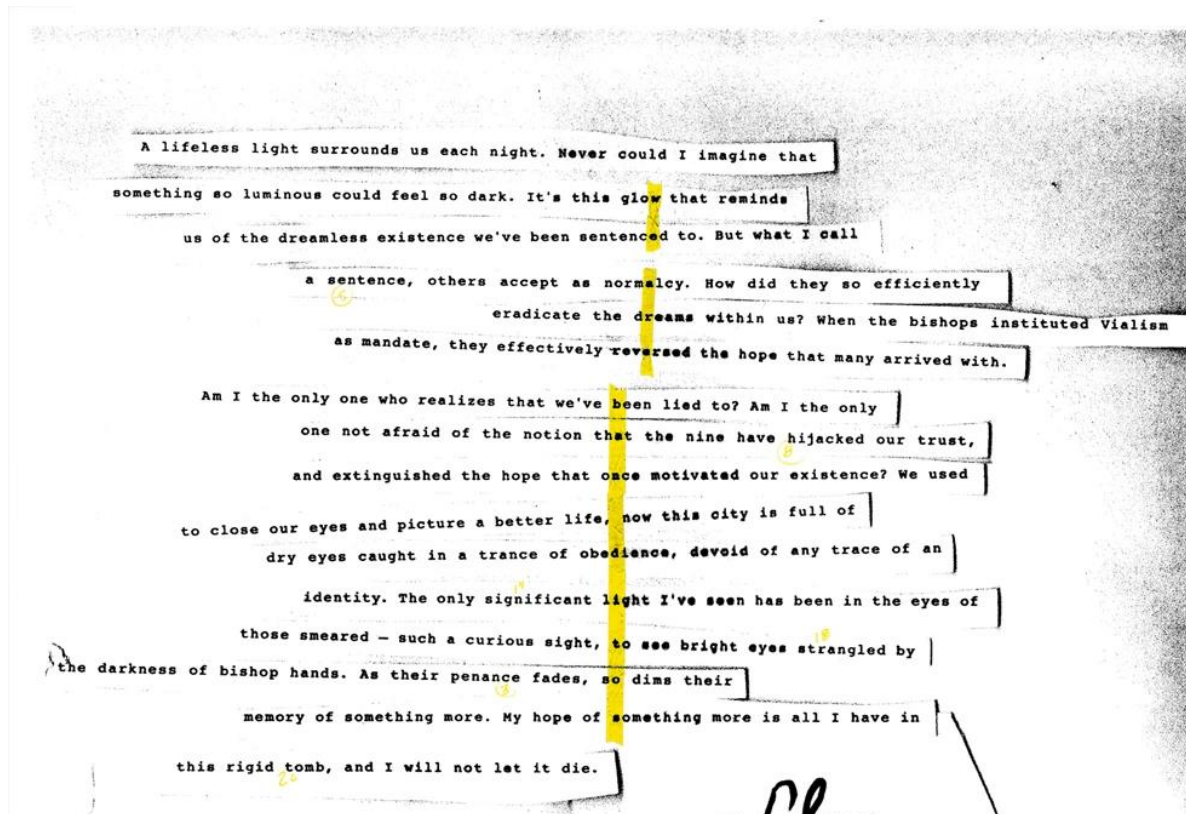 A lifeless light surrounds us each night. Never could I imagine that
something so luminous could feel so dark. It's this glow that reminds
us of the dreamless existence we've been sentenced to. But what I call
a sentence, others accept as normalcy. How did they so efficiently
eradicate the dreams within us? When the bishops instituted Vialism
as mandate, they effectively reversed the hope that many arrived with.
Am I the only one who realizes that we've been lied to? Am I the only
one not afraid of the notion that the nine have hijacked our trust,
and extinguished the hope that once motivated our existence? We used
to close our eyes and picture a better life, now this city is full of
dry eyes caught in a trance of obedience, devoid of any trace of an
identity. The only significant light I've seen has been in the eyes of
those smeared — such a curious sight, to see bright eyes strangled by
the darkness of bishop hands. As their penance fades, so dims their
memory of something more. My hope of something more is all I have in
this rigid tomb, and I will not let it die.